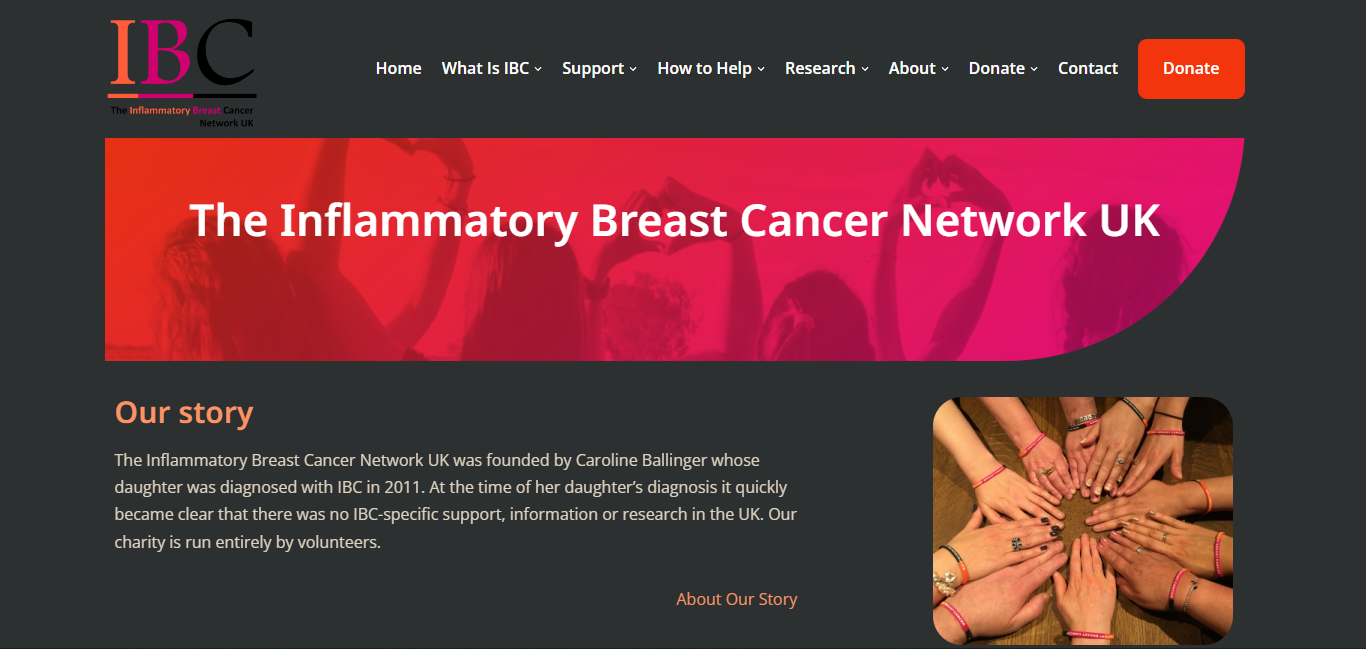 IBC
The Inflammatory Breast Cancer
Network UK
Home What Is IBC Support How to Help Research About Donate Contact Donate
The Inflammatory Breast Cancer Network UK
Our story
The Inflammatory Breast Cancer Network UK was founded by Caroline Ballinger whose
daughter was diagnosed with IBC in 2011. At the time of her daughter’s diagnosis it quickly
became clear that there was no IBC-specific support, information or research in the UK. Our
charity is run entirely by volunteers.
About Our Story